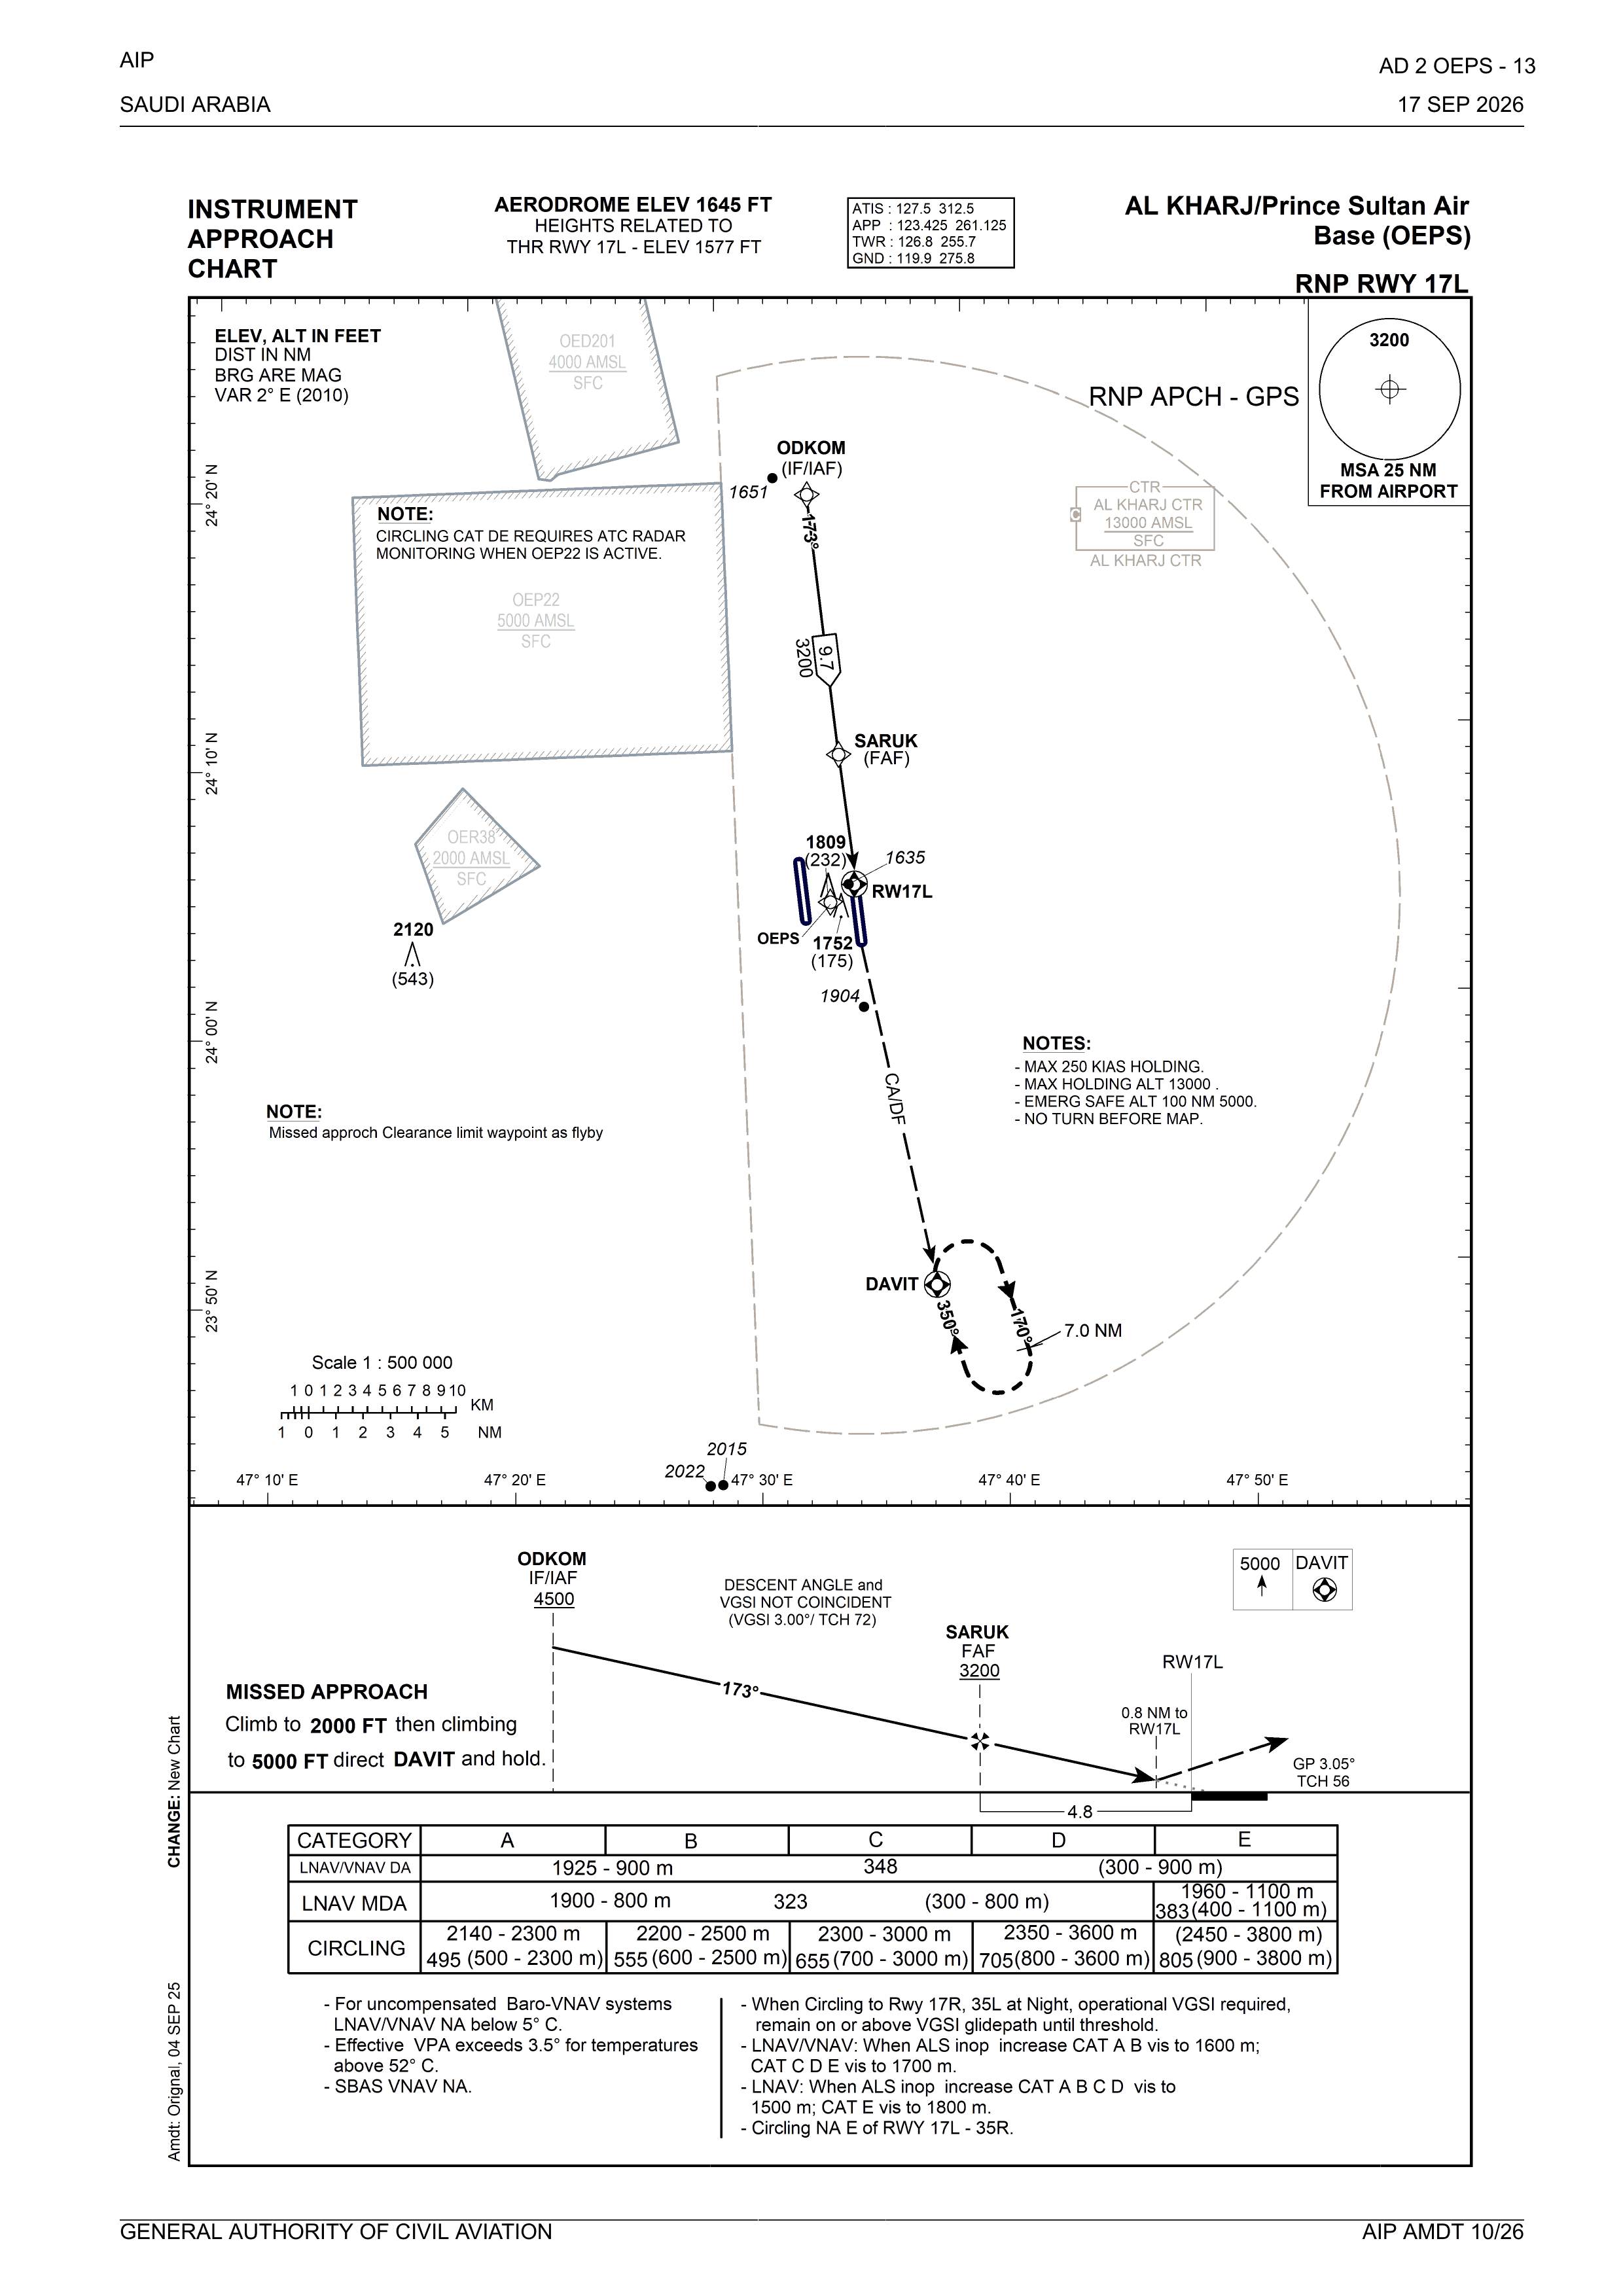 AIP
AD 2 OEPS - 13
SAUDI ARABIA
17 SEP 2026
INSTRUMENT
APPROACH
CHART
AERODROME ELEV 1645 FT
HEIGHTS RELATED TO
THR RWY 17L - ELEV 1577 FT
ATIS : 127.5 312.5
APP : 123.425 261.125
TWR : 126.8 255.7
GND : 119.9 275.8
AL KHARJ/Prince Sultan Air
Base (OEPS)
RNP RWY 17L
ELEV, ALT IN FEET
DIST IN NM
BRG ARE MAG
VAR 2° E (2010)
OED201
4000 AMSL
SFC
RNP APCH - GPS
3200
MSA 25 NM
FROM AIRPORT
ODKOM
(IF/IAF)
1651
173°
24° 20' N
NOTE:
CIRCLING CAT DE REQUIRES ATC RADAR
MONITORING WHEN OEP22 IS ACTIVE.
CTR
C
AL KHARJ CTR
13000 AMSL
SFC
AL KHARJ CTR
OEP22
5000 AMSL
SFC
9.7
3200
SARUK
(FAF)
24° 10' N
OER38
2000 AMSL
SFC
1809
(232)
1635
RW17L
OEPS
1752
(175)
2120
(543)
1904
24° 00' N
NOTES:
- MAX 250 KIAS HOLDING.
- MAX HOLDING ALT 13000 .
- EMERG SAFE ALT 100 NM 5000.
- NO TURN BEFORE MAP.
CA/DF
NOTE:
Missed approch Clearance limit waypoint as flyby
DAVIT
350°
170°
7.0 NM
23° 50' N
Scale 1 : 500 000
1 0 1 2 3 4 5 6 7 8 9 10
KM
1 0 1 2 3 4 5 NM
2015
2022
47° 10' E
47° 20' E
47° 30' E
47° 40' E
47° 50' E
ODKOM
IF/IAF
4500
DESCENT ANGLE and
VGSI NOT COINCIDENT
(VGSI 3.00°/ TCH 72)
5000
DAVIT
SARUK
FAF
3200
RW17L
173°
MISSED APPROACH
Climb to 2000 FT then climbing
to 5000 FT direct DAVIT and hold.
0.8 NM to
RW17L
GP 3.05°
TCH 56
4.8
CATEGORY A B C D E
LNAV/VNAV DA 1925 - 900 m 348 (300 - 900 m)
LNAV MDA 1900 - 800 m 323 (300 - 800 m) 1960 - 1100 m
383 (400 - 1100 m)
CIRCLING 2140 - 2300 m 2200 - 2500 m 2300 - 3000 m 2350 - 3600 m (2450 - 3800 m)
495 (500 - 2300 m) 555 (600 - 2500 m) 655 (700 - 3000 m) 705(800 - 3600 m) 805 (900 - 3800 m)
- For uncompensated Baro-VNAV systems
LNAV/VNAV NA below 5° C.
- Effective VPA exceeds 3.5° for temperatures
above 52° C.
- SBAS VNAV NA.
- When Circling to Rwy 17R, 35L at Night, operational VGSI required,
remain on or above VGSI glidepath until threshold.
- LNAV/VNAV: When ALS inop increase CAT A B vis to 1600 m;
CAT C D E vis to 1700 m.
- LNAV: When ALS inop increase CAT A B C D vis to
1500 m; CAT E vis to 1800 m.
- Circling NA E of RWY 17L - 35R.
CHANGE: New Chart
Amdt: Orignal, 04 SEP 25
GENERAL AUTHORITY OF CIVIL AVIATION
AIP AMDT 10/26